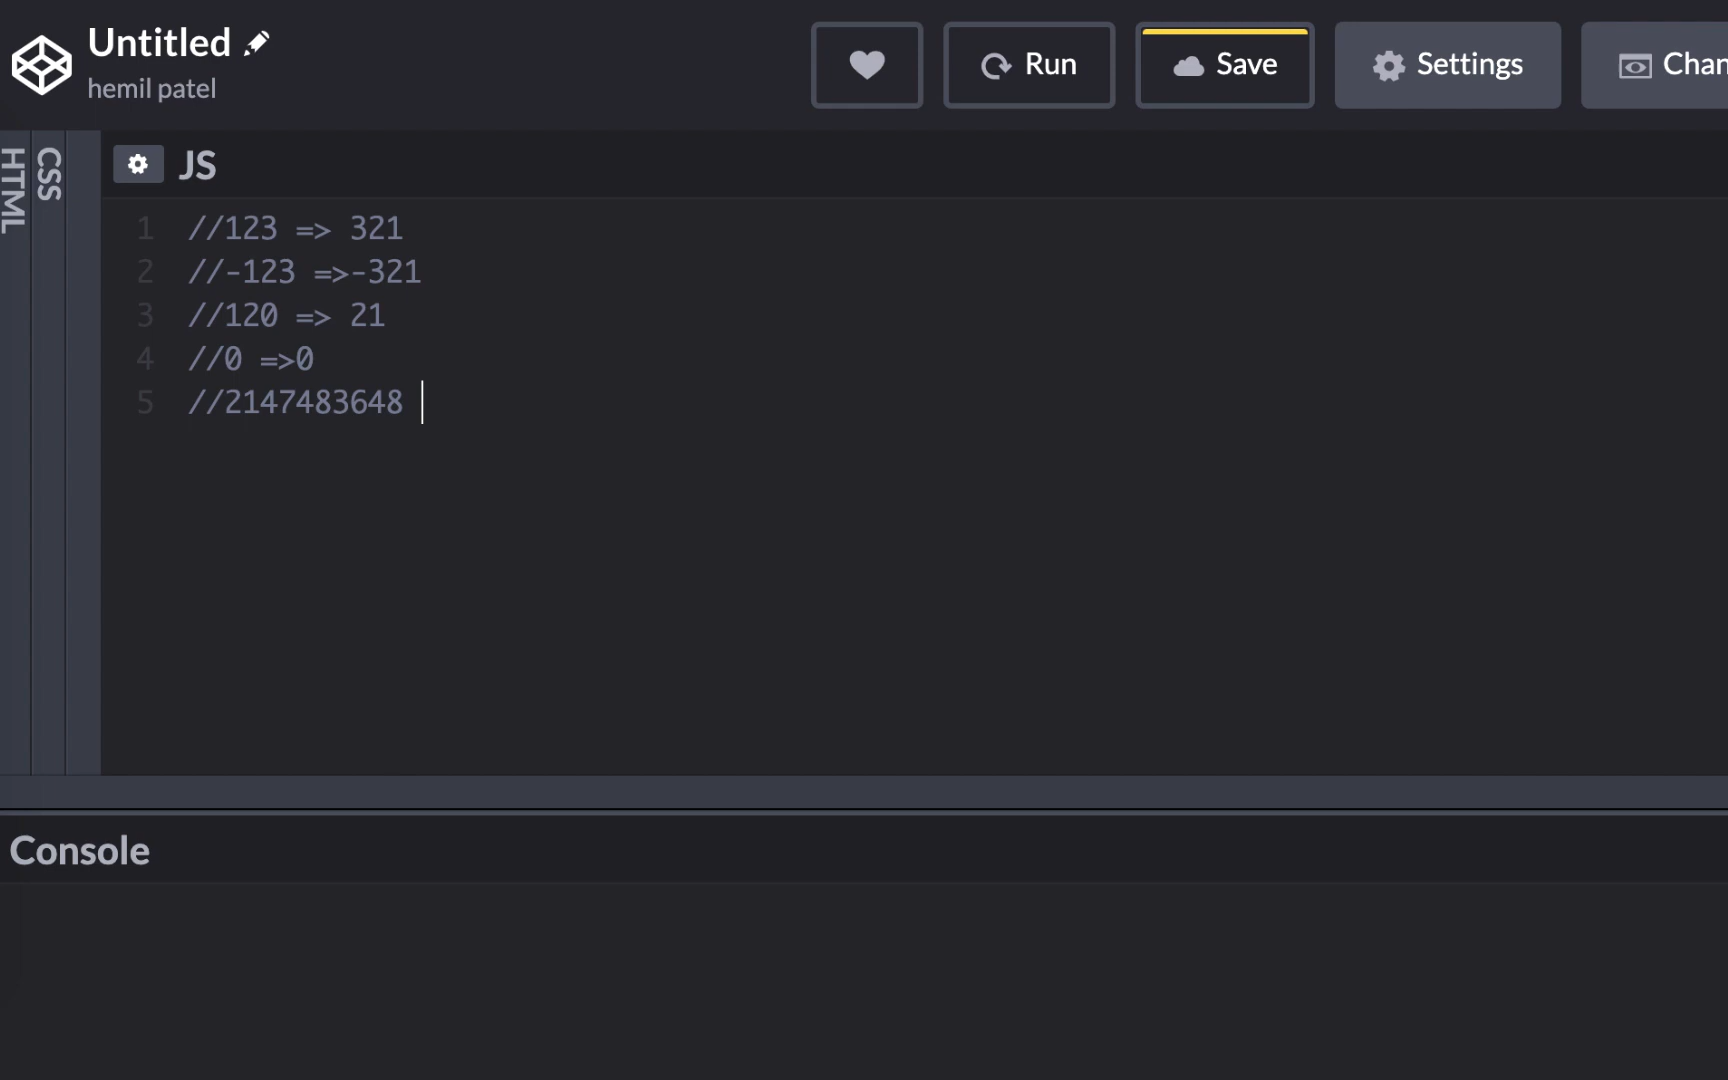 Untitled
hemil patel
Run
Save
Settings
HTML
CSS
JS
1 //123 => 321
2 //-123 =>-321
3 //120 => 21
4 //0 =>0
5 //2147483648
Console